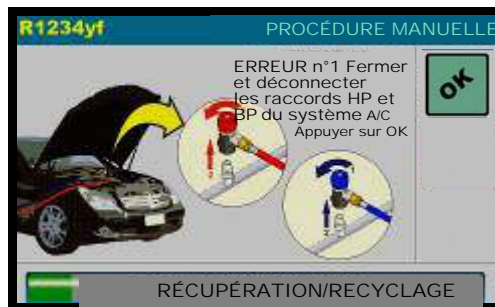 R1234yf
PROCÉDURE MANUELLE
ERREUR n°1 Fermer
et déconnecter
les raccords HP et
BP du système A/C
Appuyer sur OK
OK
RÉCUPÉRATION/RECYCLAGE